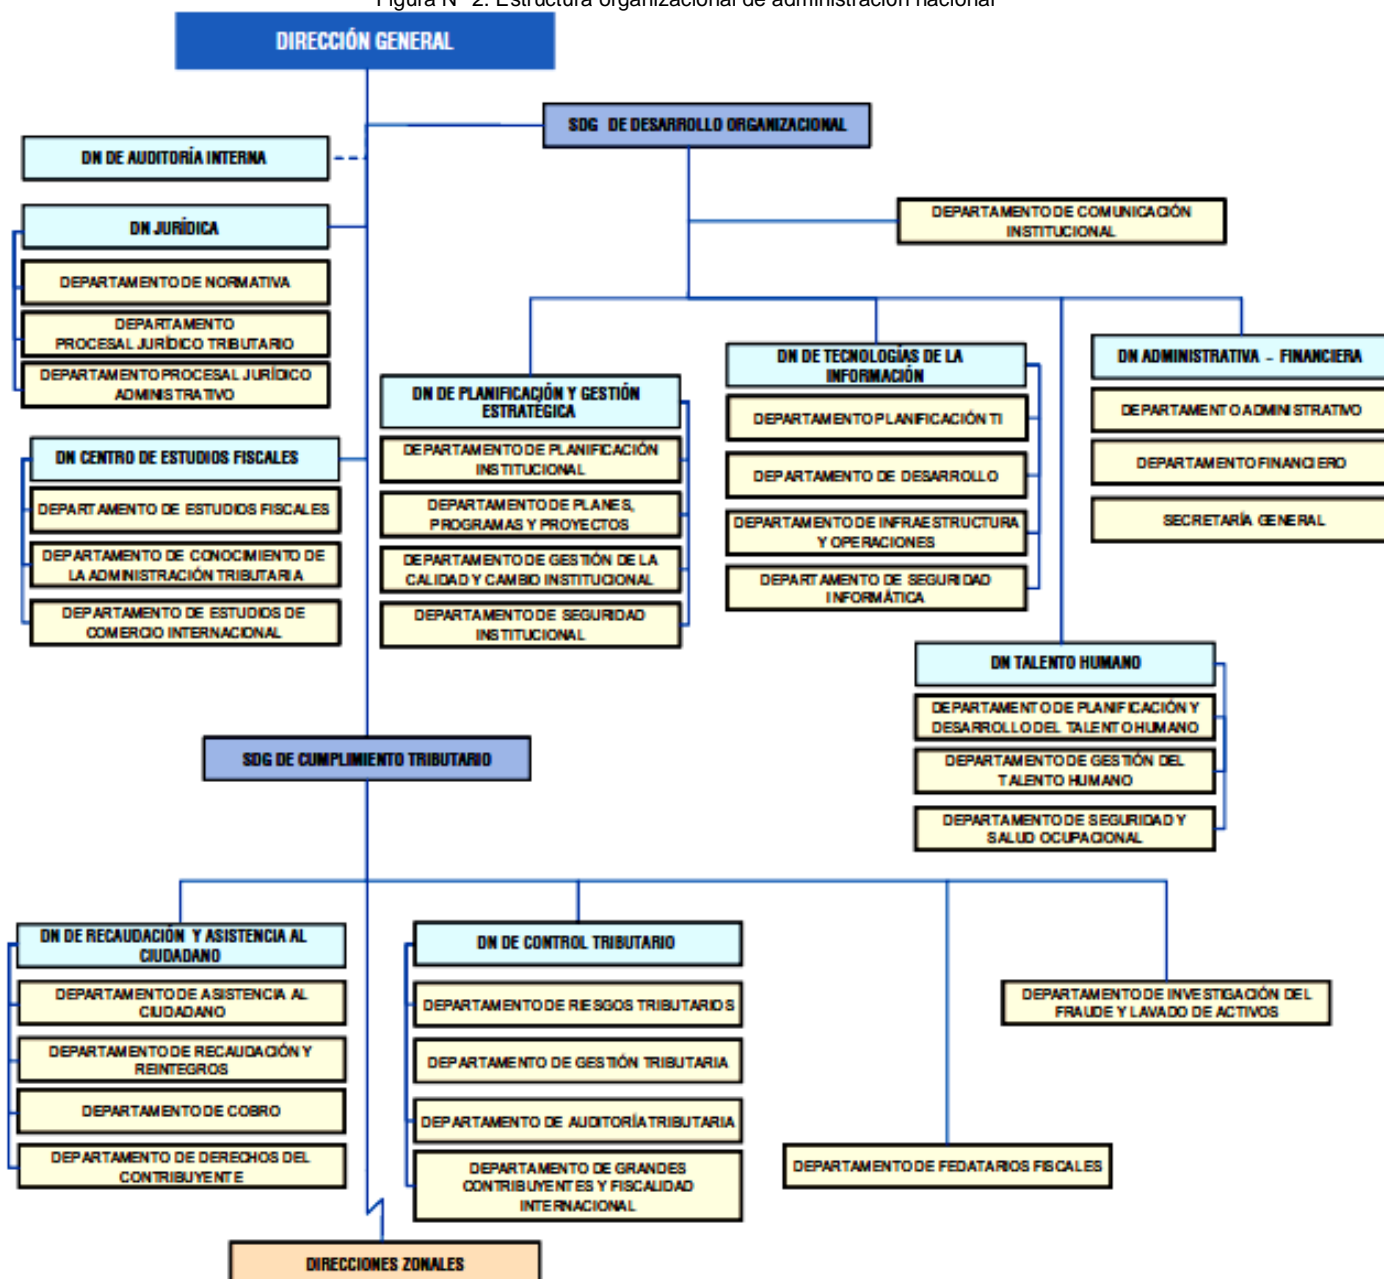 Figura N° 2: Estructura organizacional de administración nacional
DIRECCIÓN GENERAL
SDG DE DESARROLLO ORGANIZACIONAL
DN DE AUDITORÍA INTERNA
DN JURÍDICA
DEPARTAMENTO DE NORMATIVA
DEPARTAMENTO
PROCESAL JURÍDICO TRIBUTARIO
DEPARTAMENTO PROCESAL JURÍDICO
ADMINISTRATIVO
DN CENTRO DE ESTUDIOS FISCALES
DEPARTAMENTO DE ESTUDIOS FISCALES
DEPARTAMENTO DE CONOCIMIENTO DE
LA ADMINISTRACIÓN TRIBUTARIA
DEPARTAMENTO DE ESTUDIOS DE
COMERCIO INTERNACIONAL
DEPARTAMENTO DE COMUNICACIÓN
INSTITUCIONAL
DN DE PLANIFICACIÓN Y GESTIÓN
ESTRATÉGICA
DEPARTAMENTO DE PLANIFICACIÓN
INSTITUCIONAL
DEPARTAMENTO DE PLANES,
PROGRAMAS Y PROYECTOS
DEPARTAMENTO DE GESTIÓN DE LA
CALIDAD Y CAMBIO INSTITUCIONAL
DEPARTAMENTO DE SEGURIDAD
INSTITUCIONAL
DN DE TECNOLOGÍAS DE LA
INFORMACIÓN
DEPARTAMENTO PLANIFICACIÓN TI
DEPARTAMENTO DE DESARROLLO
DEPARTAMENTO DE INFRAESTRUCTURA
Y OPERACIONES
DEPARTAMENTO DE SEGURIDAD
INFORMÁTICA
DN ADMINISTRATIVA - FINANCIERA
DEPARTAMENTO ADMINISTRATIVO
DEPARTAMENTO FINANCIERO
SECRETARÍA GENERAL
DN TALENTO HUMANO
DEPARTAMENTO DE PLANIFICACIÓN Y
DESARROLLO DEL TALENTO HUMANO
DEPARTAMENTO DE GESTIÓN DEL
TALENTO HUMANO
DEPARTAMENTO DE SEGURIDAD Y
SALUD OCUPACIONAL
SDG DE CUMPLIMIENTO TRIBUTARIO
DN DE RECAUDACIÓN Y ASISTENCIA AL
CIUDADANO
DEPARTAMENTO DE ASISTENCIA AL
CIUDADANO
DEPARTAMENTO DE RECAUDACIÓN Y
REINTEGROS
DEPARTAMENTO DE COBRO
DEPARTAMENTO DE DERECHOS DEL
CONTRIBUYENTE
DN DE CONTROL TRIBUTARIO
DEPARTAMENTO DE RIESGOS TRIBUTARIOS
DEPARTAMENTO DE GESTIÓN TRIBUTARIA
DEPARTAMENTO DE AUDITORÍA TRIBUTARIA
DEPARTAMENTO DE GRANDES
CONTRIBUYENTES Y FISCALIDAD
INTERNACIONAL
DEPARTAMENTO DE FEDATARIOS FISCALES
DEPARTAMENTO DE INVESTIGACIÓN DEL
FRAUDE Y LAVADO DE ACTIVOS
DIRECCIONES ZONALES